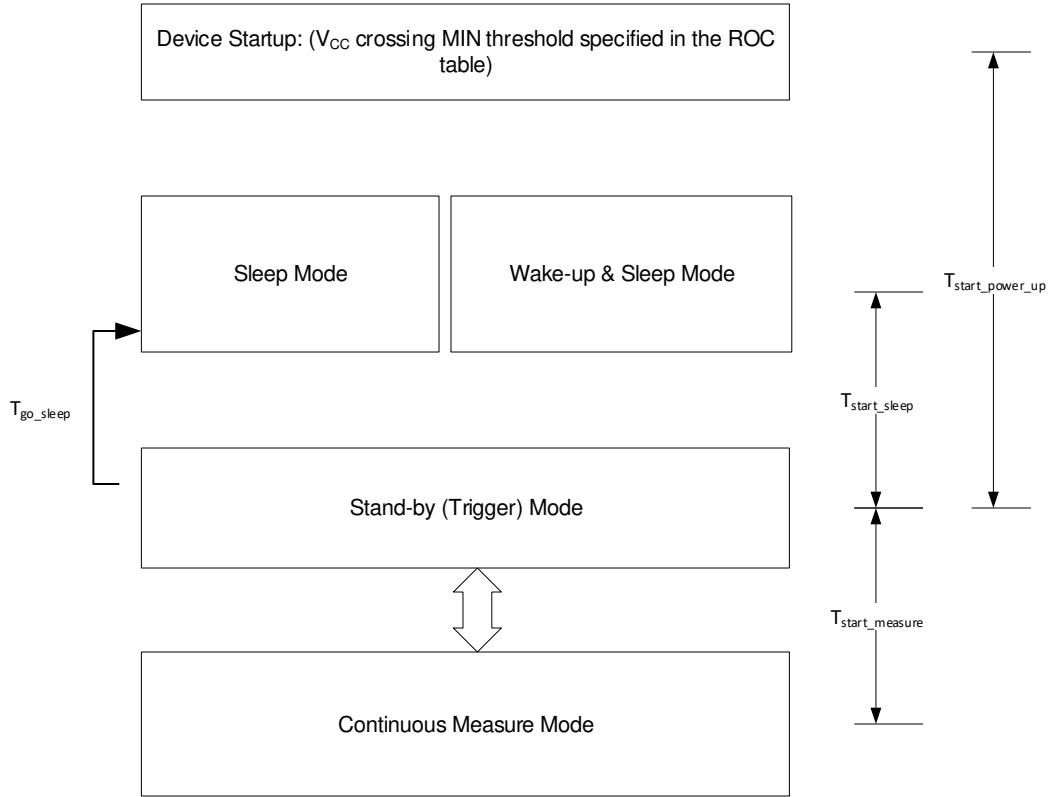 Device Startup: (VCC crossing MIN threshold specified in the ROC
table)
Sleep Mode
Wake-up & Sleep Mode
Tstart_power_up
Tgo_sleep
Tstart_sleep
Stand-by (Trigger) Mode
Tstart_measure
Continuous Measure Mode